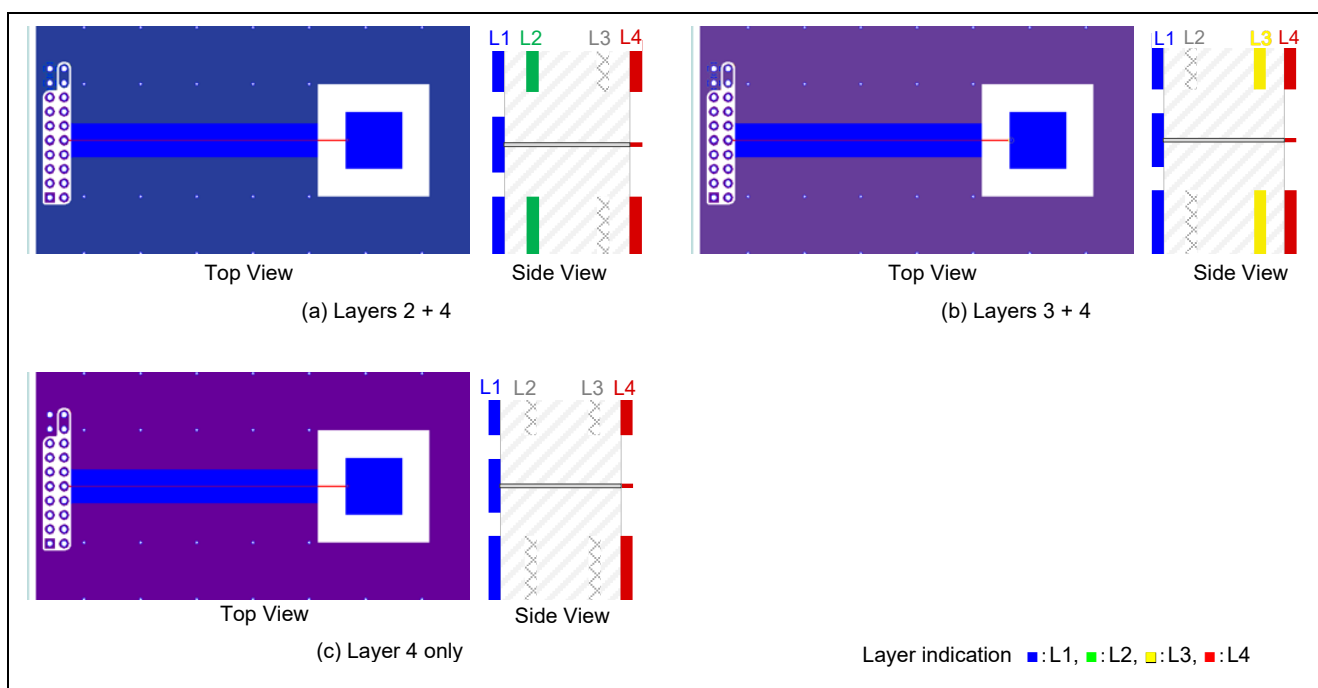 L1 L2 L3 L4
Top View Side View
(a) Layers 2 + 4
L1 L2 L3 L4
Top View Side View
(b) Layers 3 + 4
L1 L2 L3 L4
Top View Side View
(c) Layer 4 only
Layer indication :L1, :L2, :L3, :L4